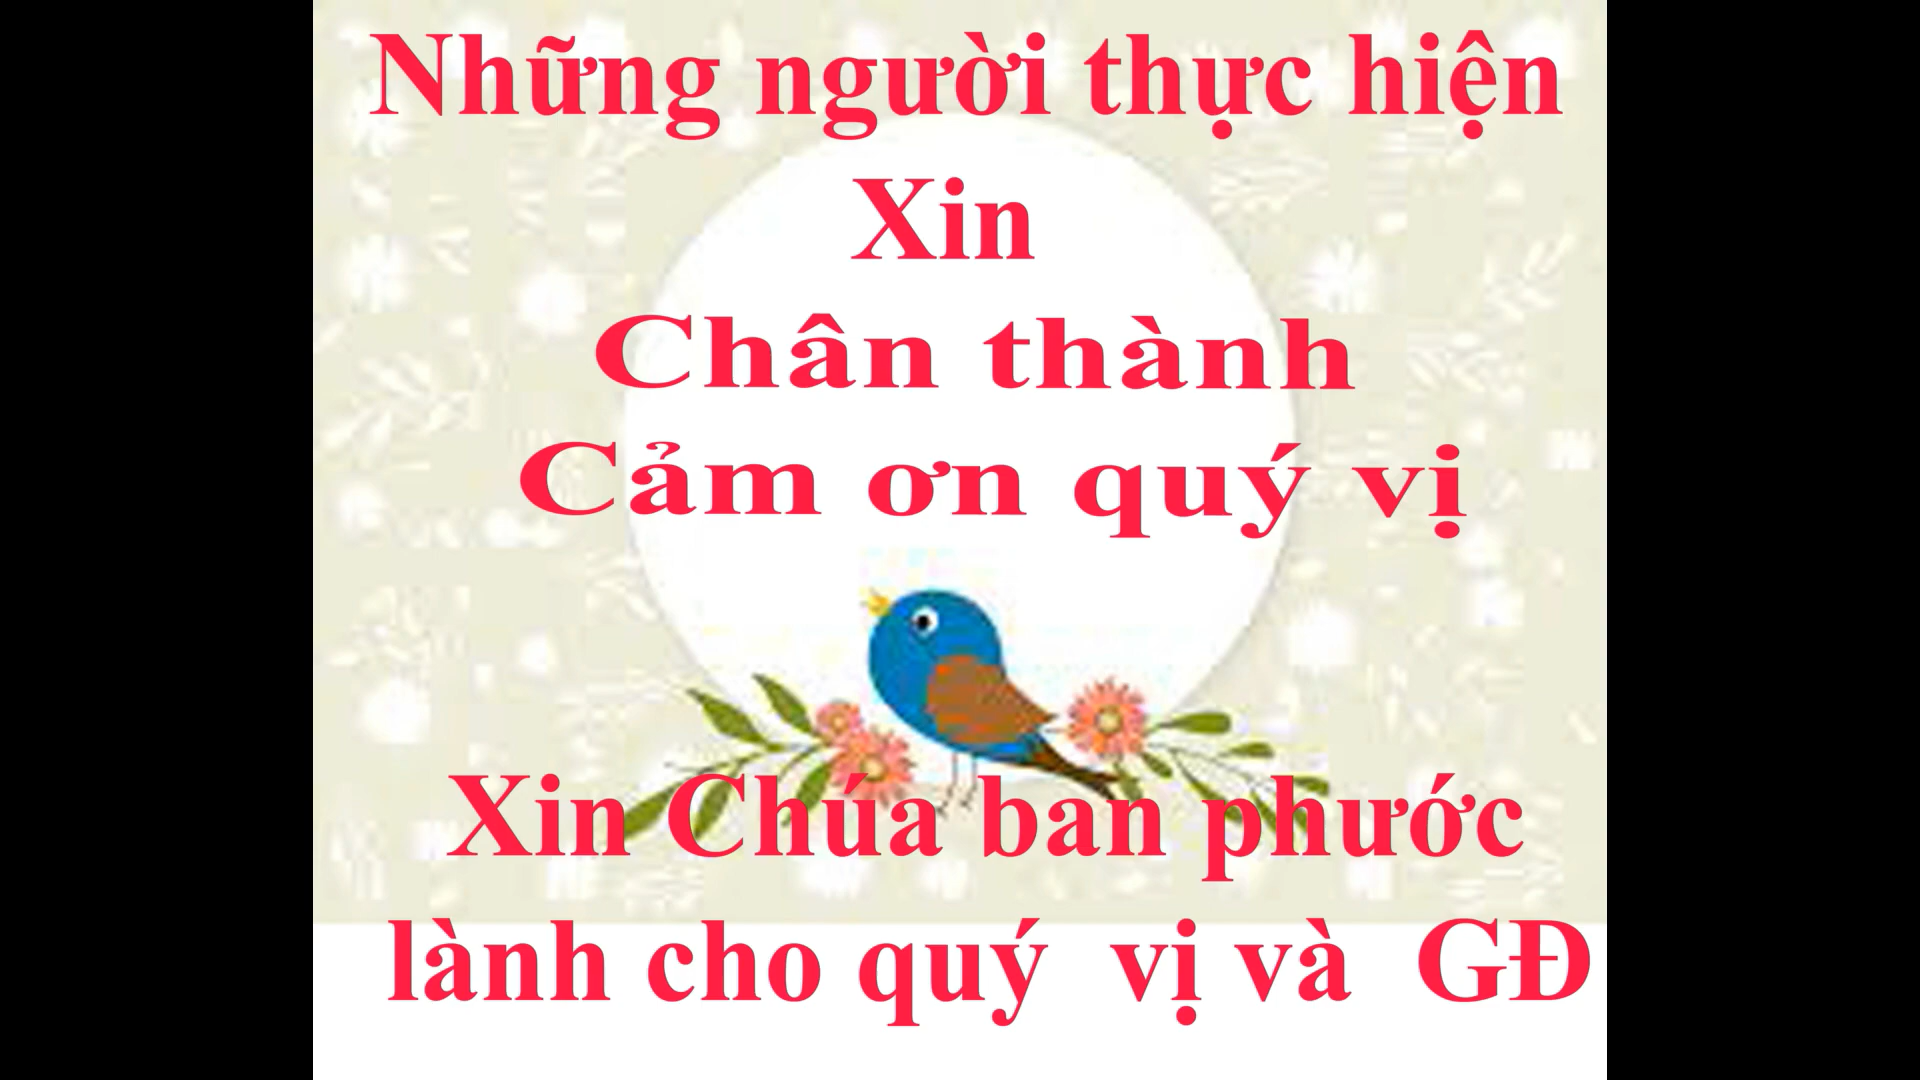 Những người thực hiện
Xin
Chân thành
Cảm ơn quý vị
Xin Chúa ban phước
lành cho quý vị và GĐ